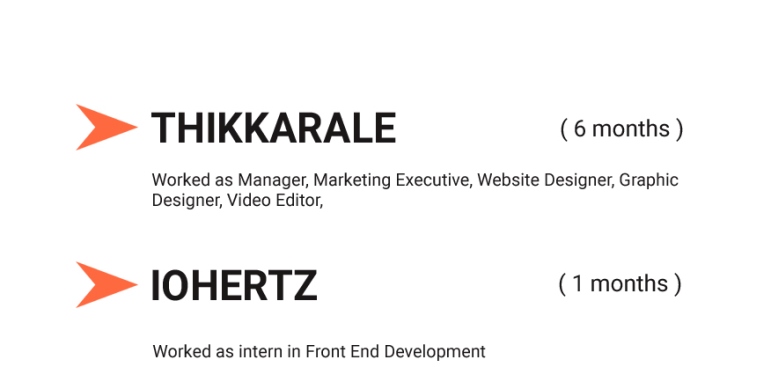 THIKKARALE ( 6 months )
Worked as Manager, Marketing Executive, Website Designer, Graphic
Designer, Video Editor,
IOHERTZ ( 1 months )
Worked as intern in Front End Development